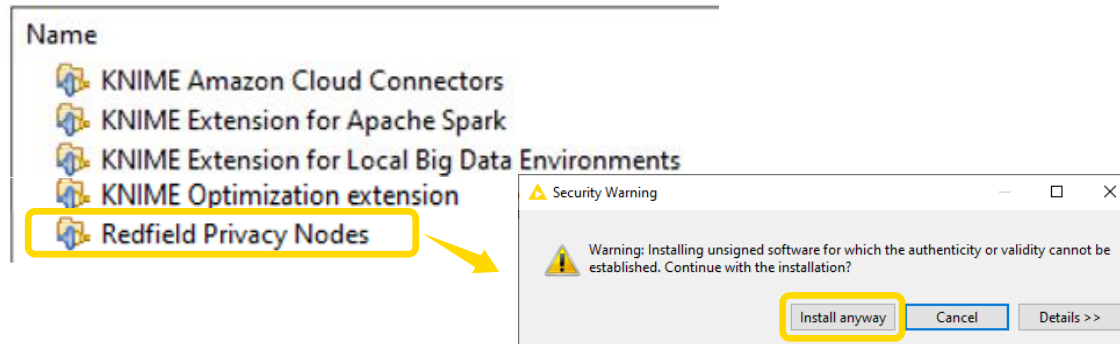 Name
KNIME Amazon Cloud Connectors
KNIME Extension for Apache Spark
KNIME Extension for Local Big Data Environments
KNIME Optimization extension
Redfield Privacy Nodes
Security Warning
Warning: Installing unsigned software for which the authenticity or validity cannot be
established. Continue with the installation?
Install anyway Cancel Details >>